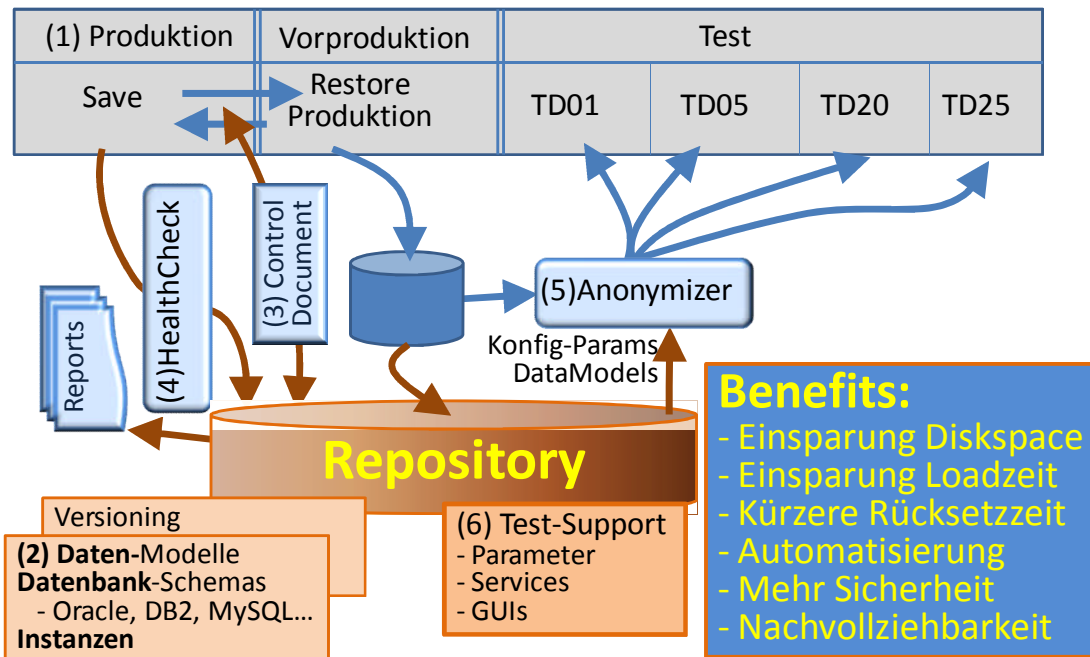 (1) Produktion
Vorproduktion
Test
Save
Restore
Produktion
TD01
TD05
TD20
TD25
(4)HealthCheck
(3) Control
Document
Reports
(5)Anonymizer
Konfig-Params
DataModels
Repository
Versioning
(2) Daten-Modelle
Datenbank-Schemas
- Oracle, DB2, MySQL...
Instanzen
(6) Test-Support
- Parameter
- Services
- GUIs
Benefits:
- Einsparung Diskspace
- Einsparung Loadzeit
- Kürzere Rücksetzzeit
- Automatisierung
- Mehr Sicherheit
- Nachvollziehbarkeit